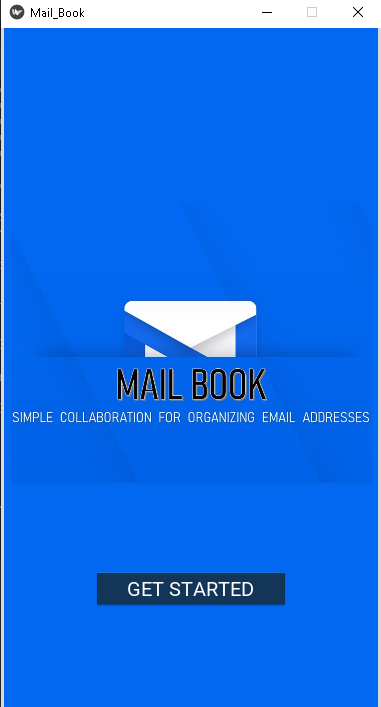 Mail_Book
MAIL BOOK
SIMPLE COLLABORATION FOR ORGANIZING EMAIL ADDRESSES
GET STARTED